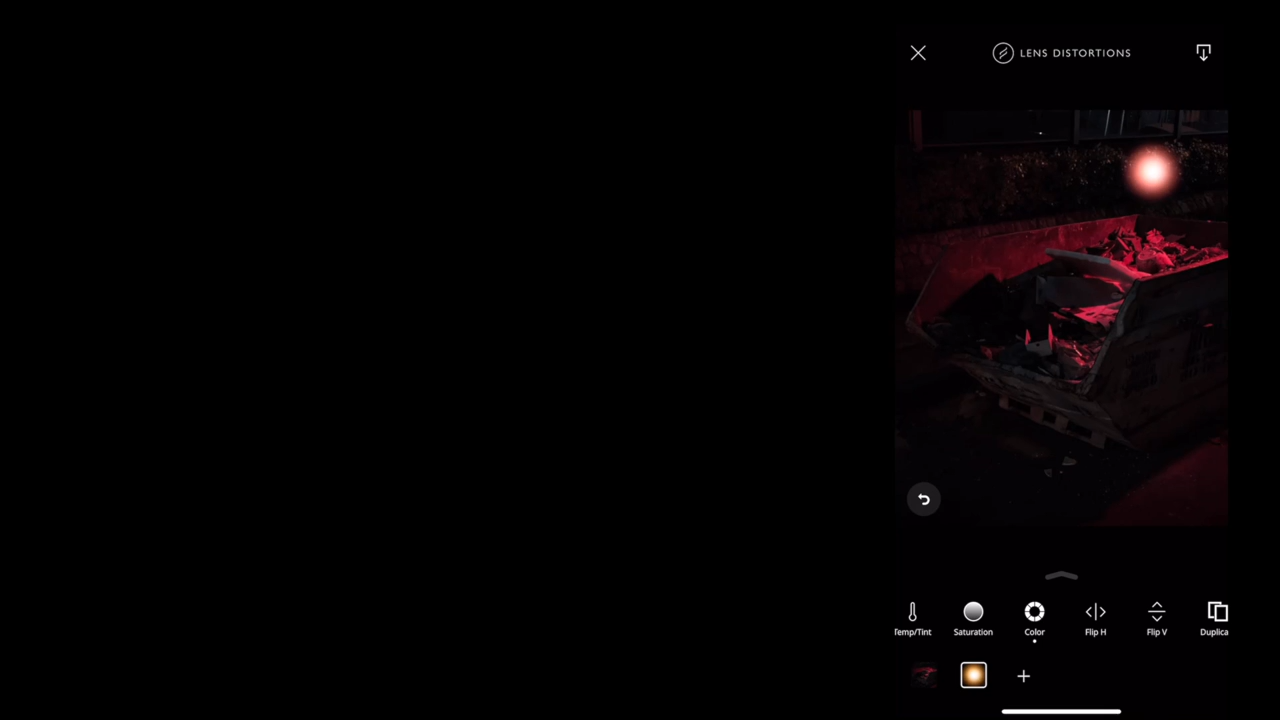 LENS DISTORTIONS
Temp/Tint Saturation Color Flip H Flip V Duplica